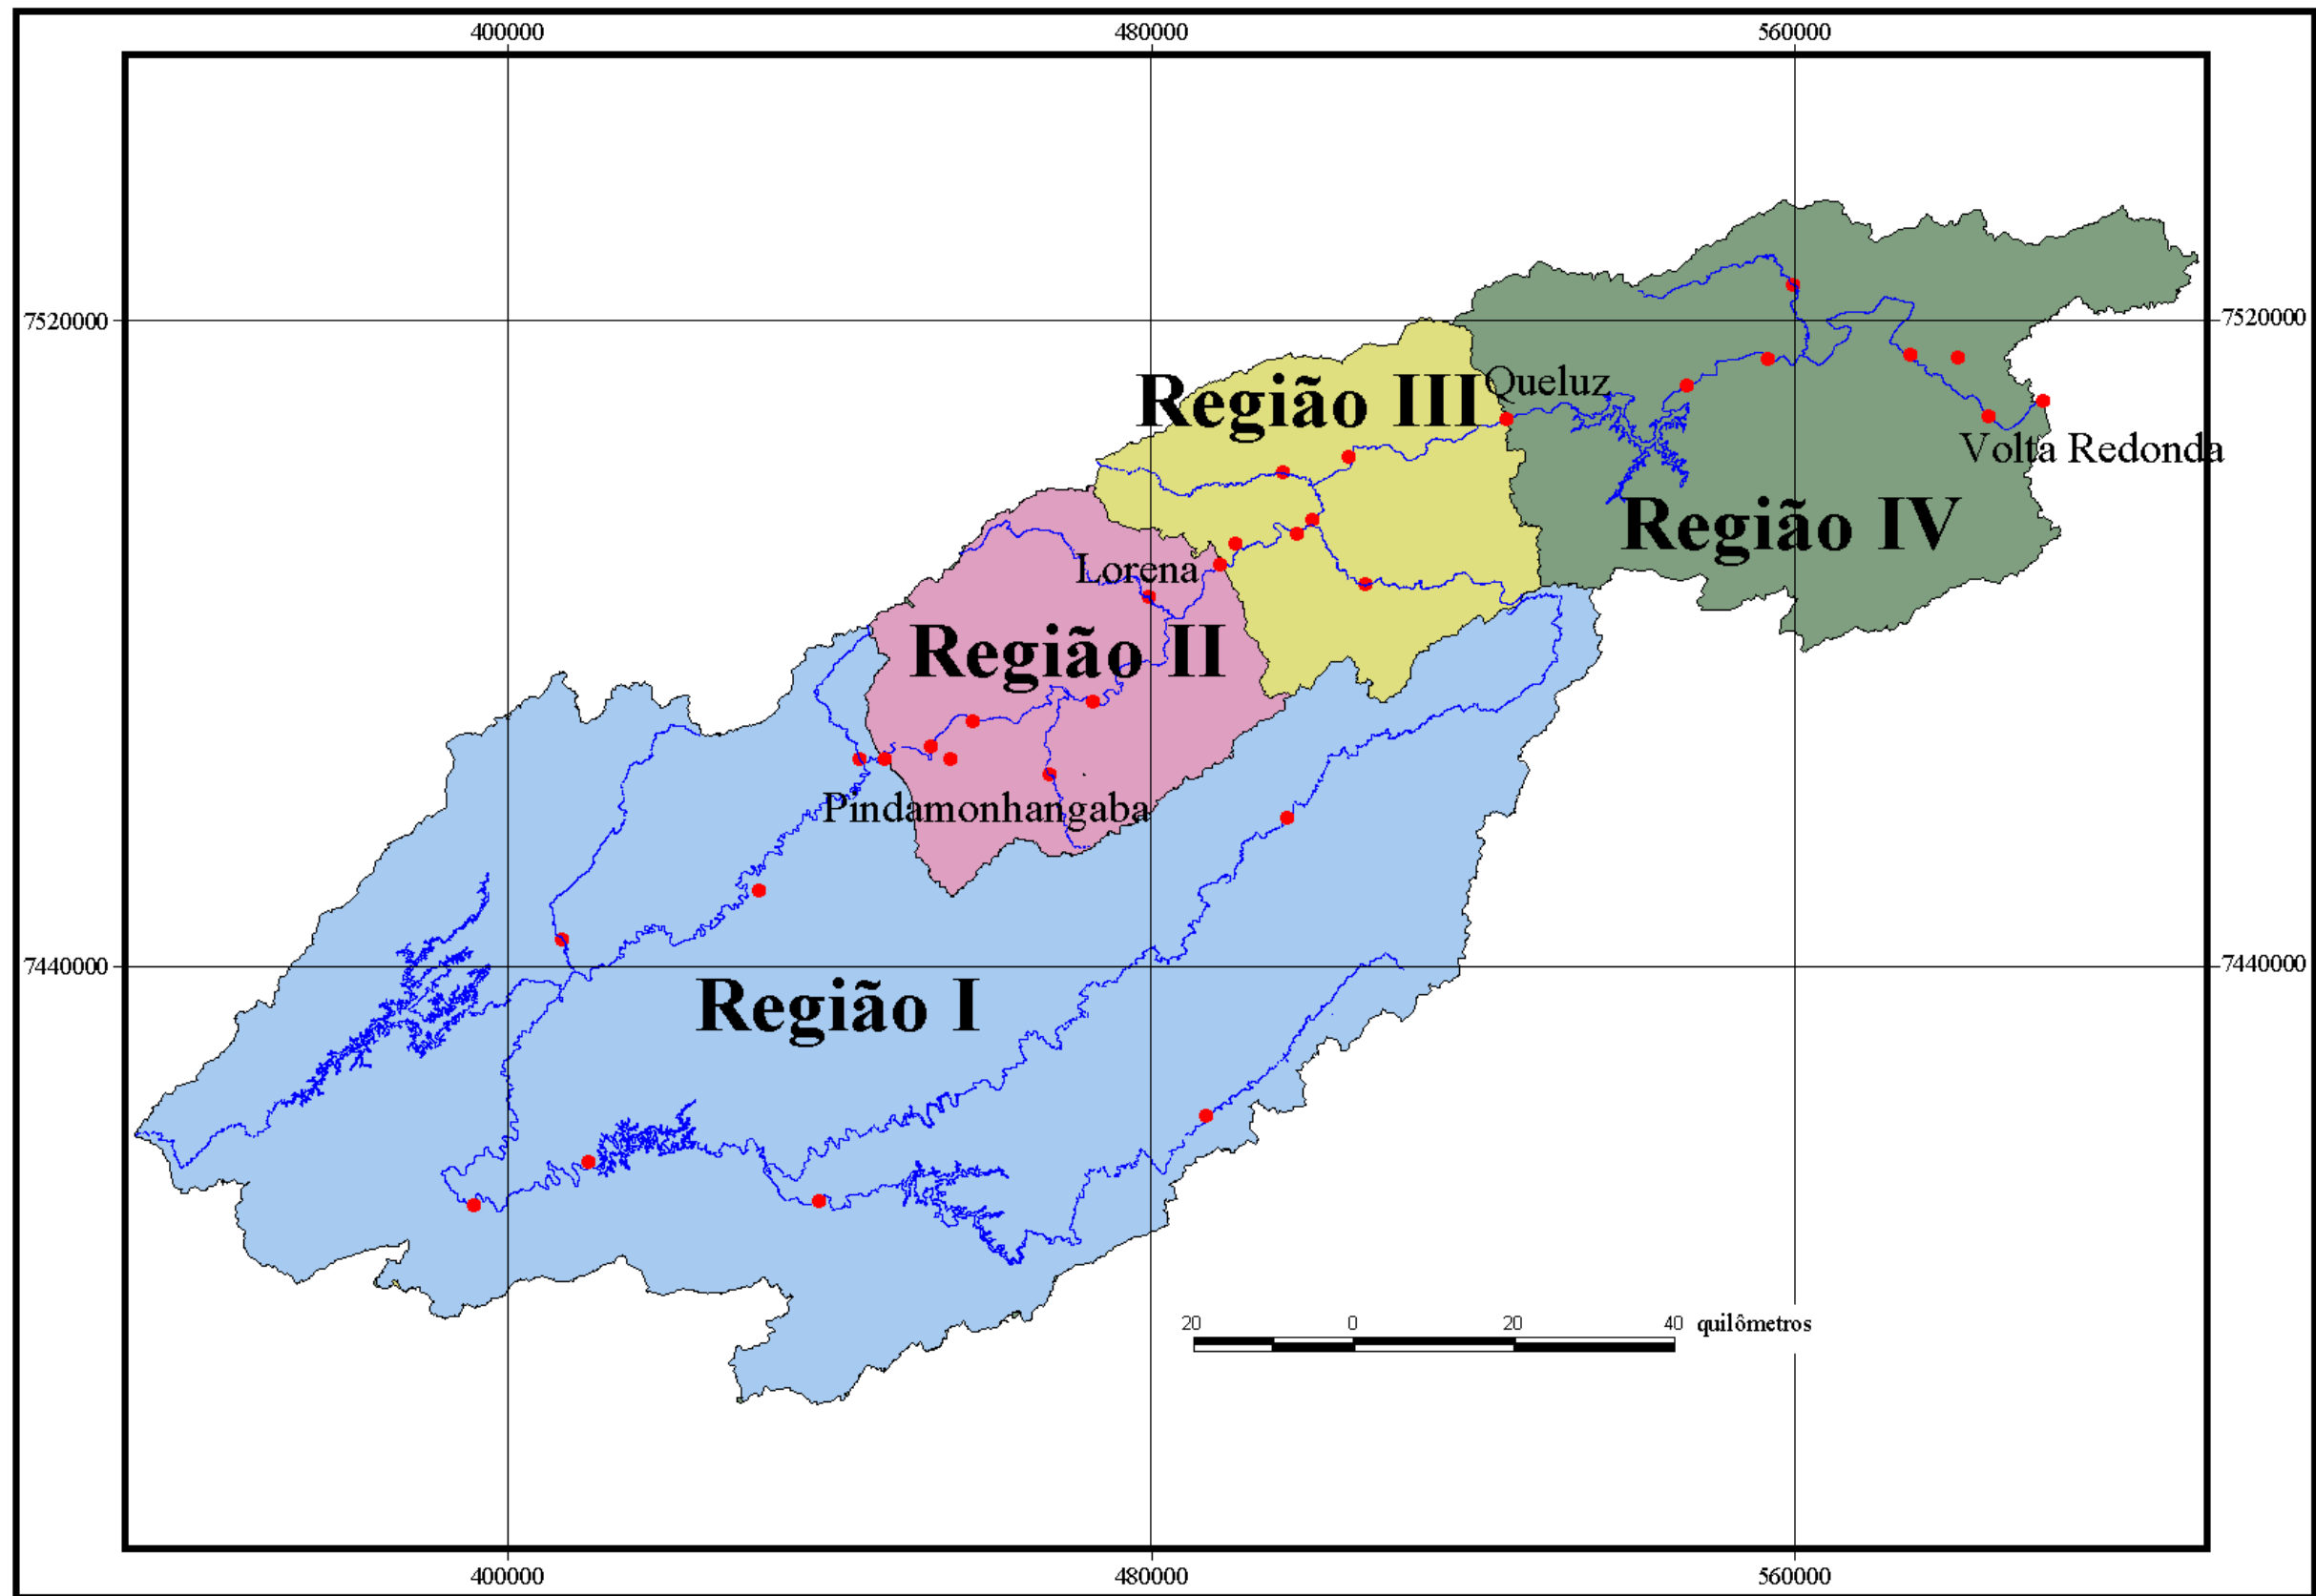 400000 480000 560000
7520000 7520000
Região III Queluz
Volta Redonda
Região IV
Lorena
Região II
Pindamonhangaba
7440000 7440000
Região I
20 0 20 40 quilômetros
400000 480000 560000